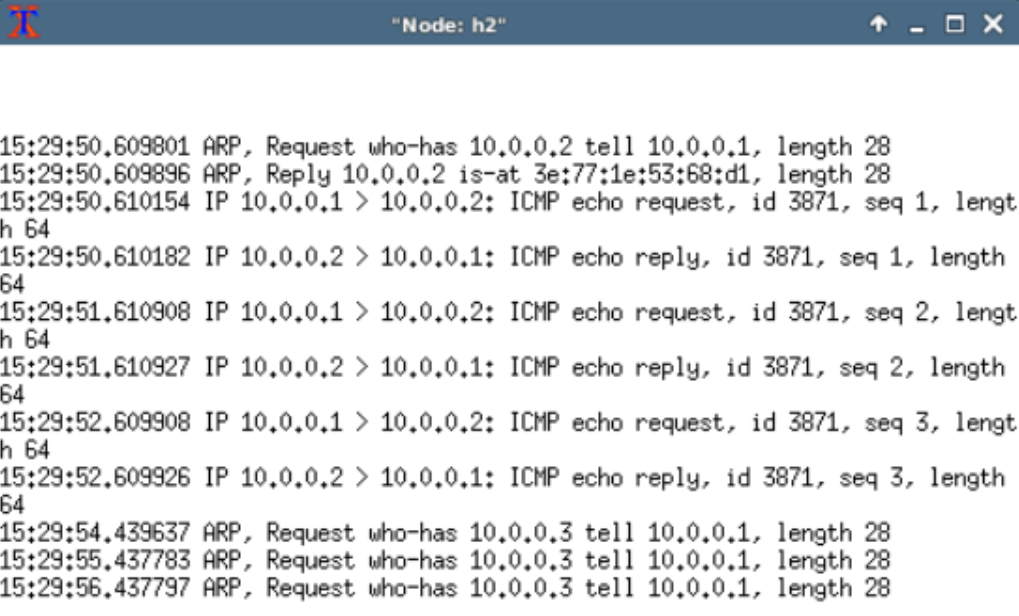 "Node: h2"
15:29:50.609801 ARP, Request who-has 10.0.0.2 tell 10.0.0.1, length 28
15:29:50.609896 ARP, Reply 10.0.0.2 is-at 3e:77:1e:53:68:d1, length 28
15:29:50.610154 IP 10.0.0.1 > 10.0.0.2: ICMP echo request, id 3871, seq 1, lengt
h 64
15:29:50.610182 IP 10.0.0.2 > 10.0.0.1: ICMP echo reply, id 3871, seq 1, length
64
15:29:51.610908 IP 10.0.0.1 > 10.0.0.2: ICMP echo request, id 3871, seq 2, lengt
h 64
15:29:51.610927 IP 10.0.0.2 > 10.0.0.1: ICMP echo reply, id 3871, seq 2, length
64
15:29:52.609908 IP 10.0.0.1 > 10.0.0.2: ICMP echo request, id 3871, seq 3, lengt
h 64
15:29:52.609926 IP 10.0.0.2 > 10.0.0.1: ICMP echo reply, id 3871, seq 3, length
64
15:29:54.439637 ARP, Request who-has 10.0.0.3 tell 10.0.0.1, length 28
15:29:55.437783 ARP, Request who-has 10.0.0.3 tell 10.0.0.1, length 28
15:29:56.437797 ARP, Request who-has 10.0.0.3 tell 10.0.0.1, length 28